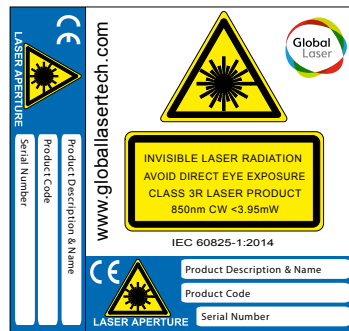 CE
LASER APERTURE
Serial Number
Product Code
Product Description & Name
www.globallasertech.com
Global
Laser
INVISIBLE LASER RADIATION
AVOID DIRECT EYE EXPOSURE
CLASS 3R LASER PRODUCT
850nm CW <3.95mW
IEC 60825-1:2014
CE
LASER APERTURE
Product Description & Name
Product Code
Serial Number